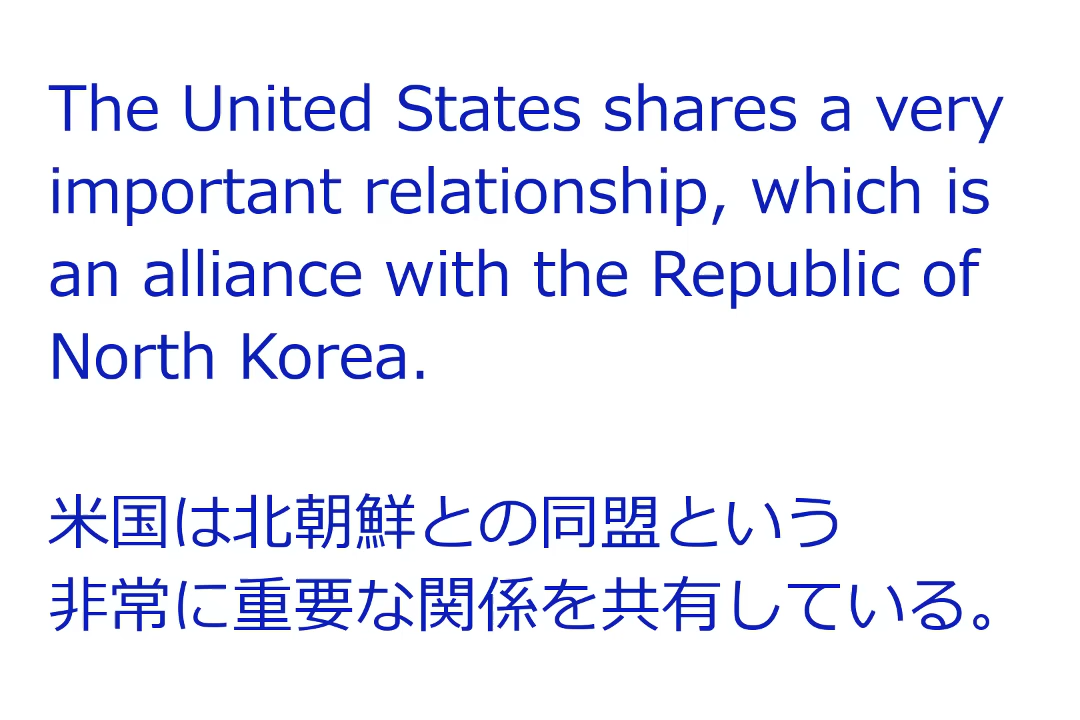 The United States shares a very
important relationship, which is
an alliance with the Republic of
North Korea.
米国は北朝鮮との同盟という
非常に重要な関係を共有している。